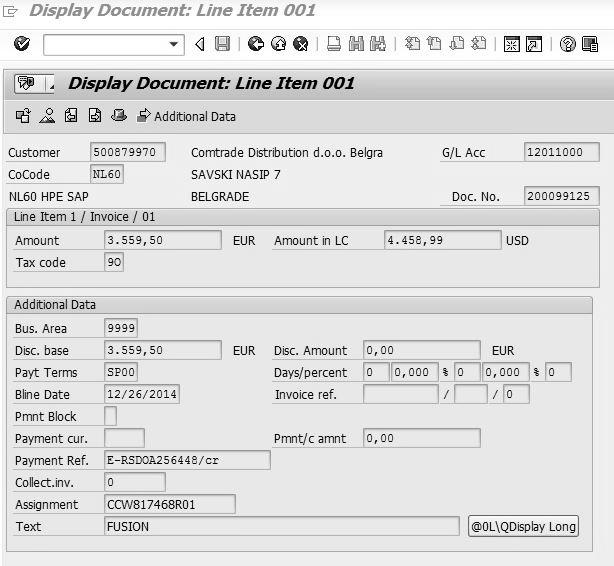 Display Document: Line Item 001
Display Document: Line Item 001
Additional Data
Customer 500879970 Comtrade Distribution d.o.o. Belgra G/L Acc 12011000
CoCode NL60 SAVSKI NASIP 7
NL60 HPE SAP BELGRADE Doc. No. 200099125
Line Item 1 / Invoice / 01
Amount 3.559,50 EUR Amount in LC 4.458,99 USD
Tax code 9O
Additional Data
Bus. Area 9999
Disc. base 3.559,50 EUR Disc. Amount 0,00 EUR
Payt Terms SP00 Days/percent 0 0,000 % 0 0,000 % 0
Bline Date 12/26/2014 Invoice ref. / / 0
Pmnt Block
Payment cur. Pmnt/c amnt 0,00
Payment Ref. E-RSDOA256448/cr
Collect.inv. 0
Assignment CCW817468R01
Text FUSION @0L\QDisplay Long